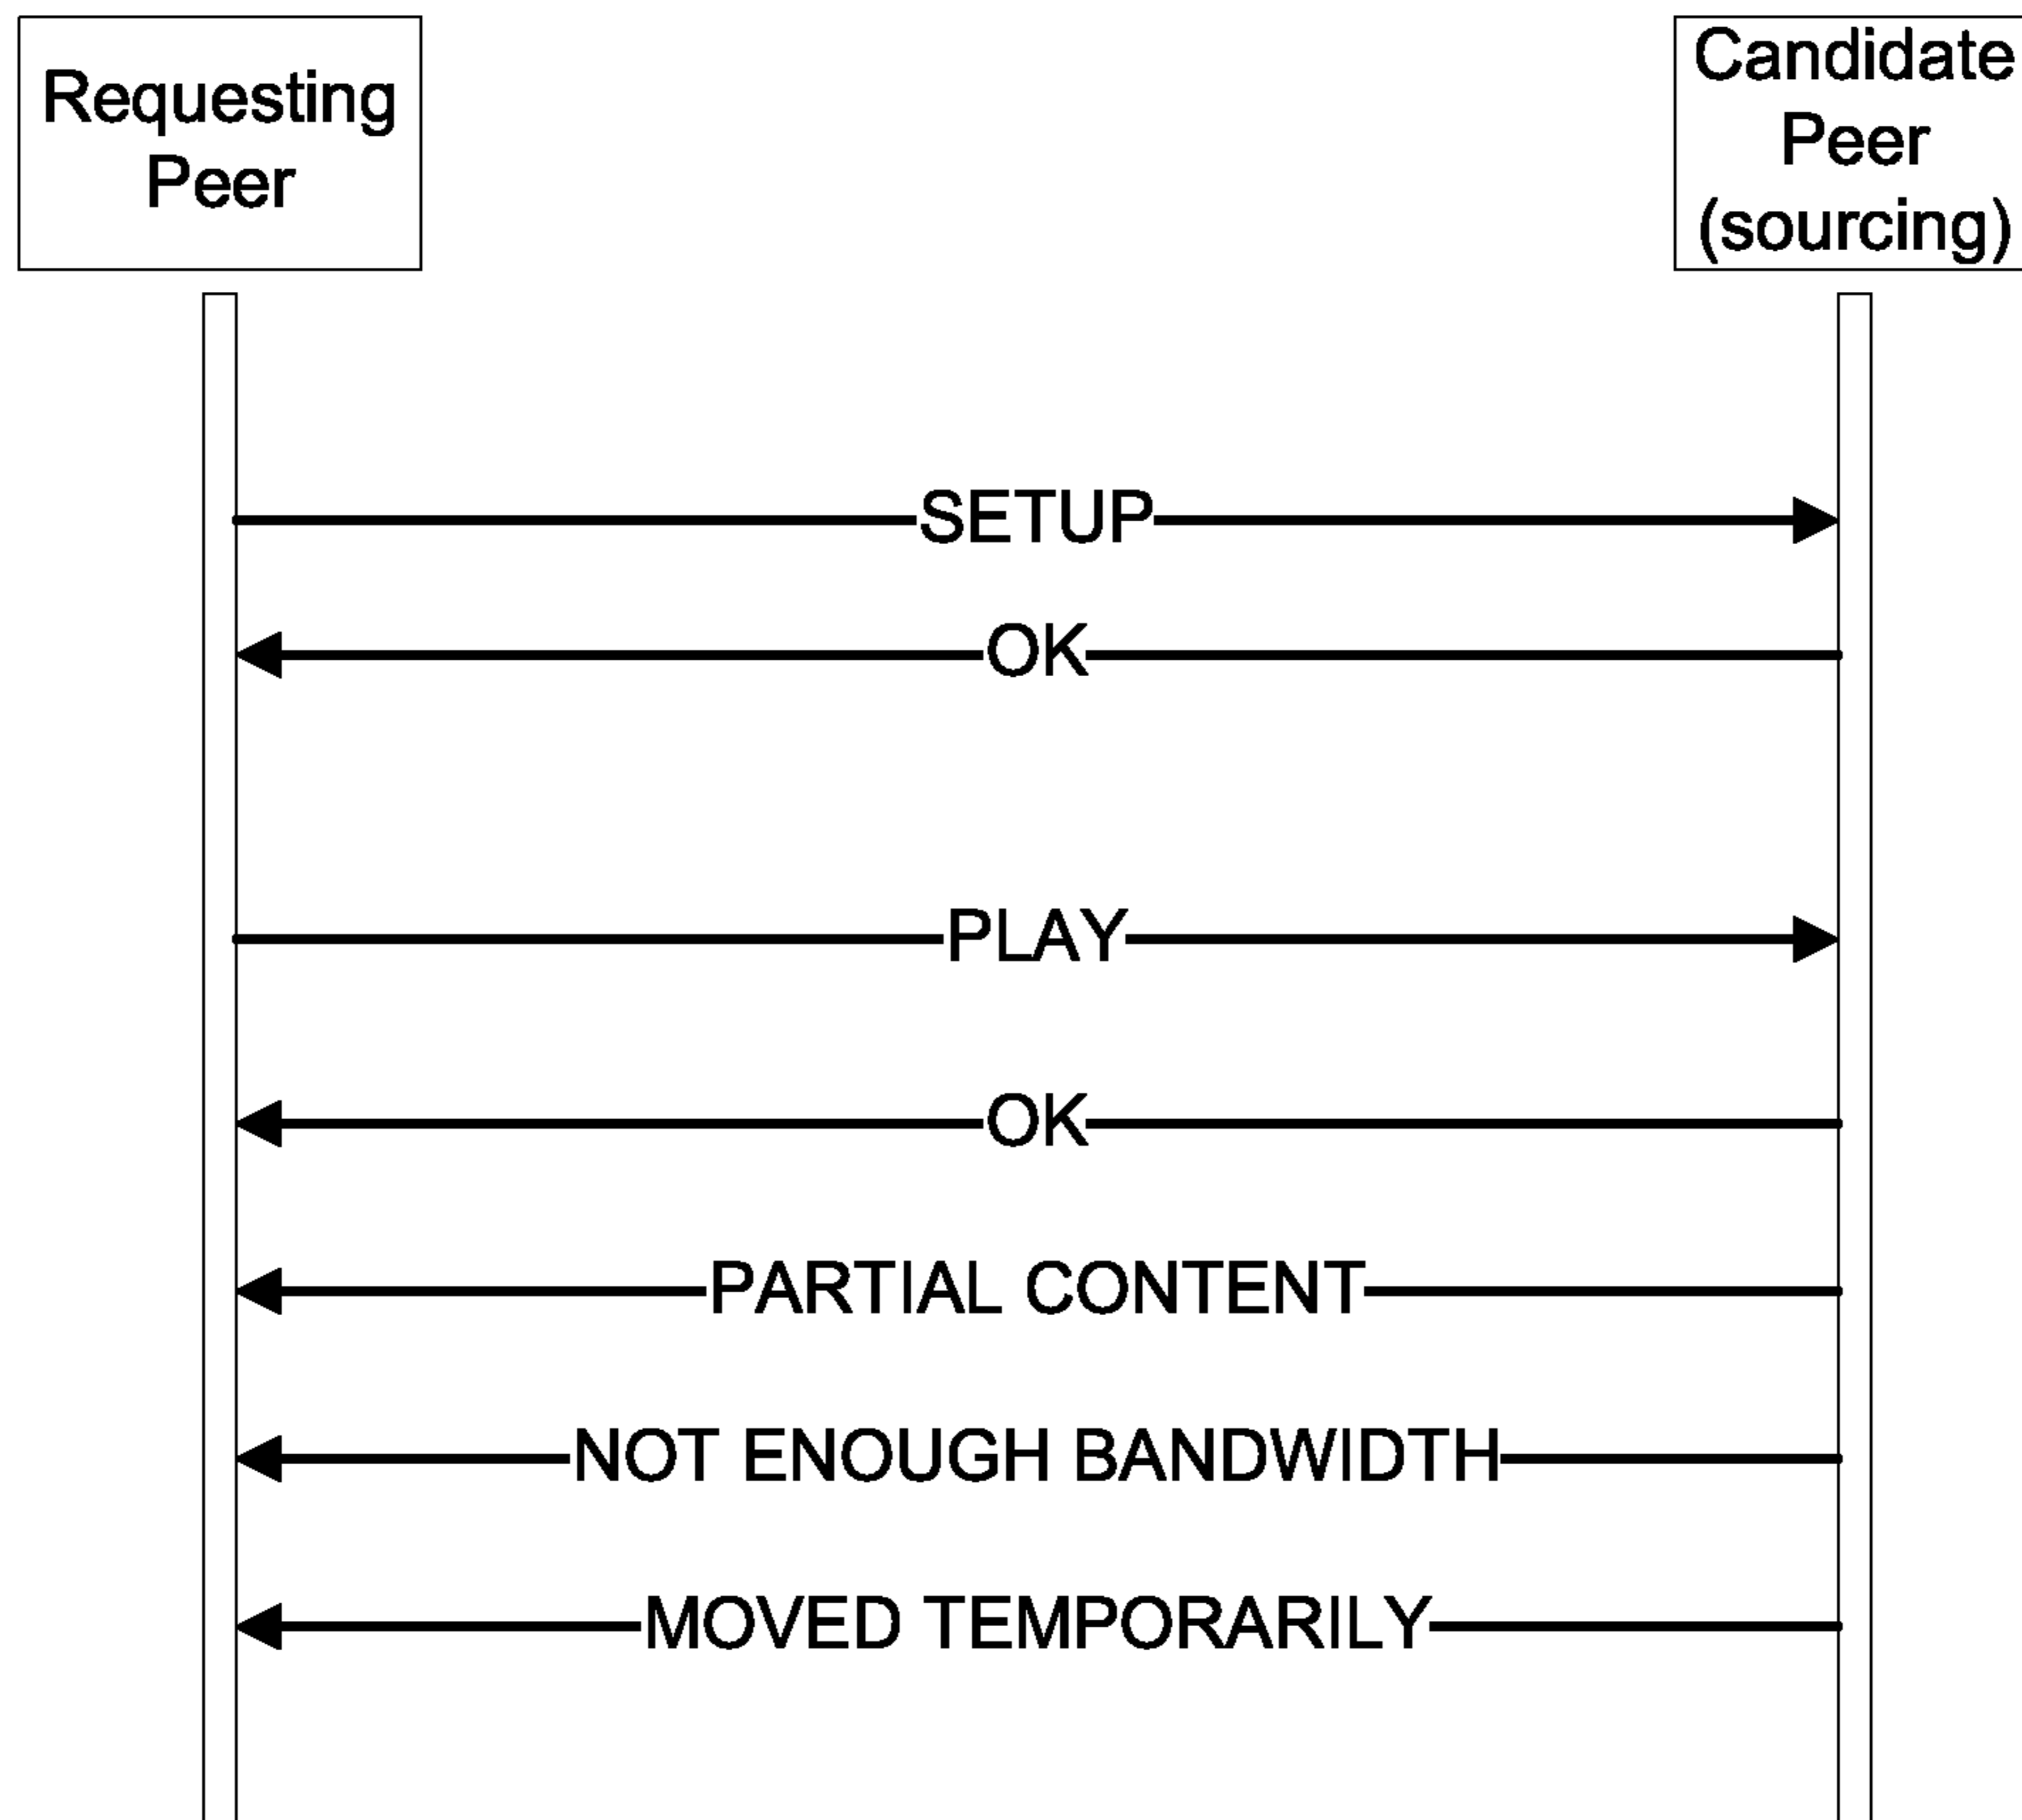 Requesting
Peer
Candidate
Peer
(sourcing)
SETUP
OK
PLAY
OK
PARTIAL CONTENT
NOT ENOUGH BANDWIDTH
MOVED TEMPORARILY